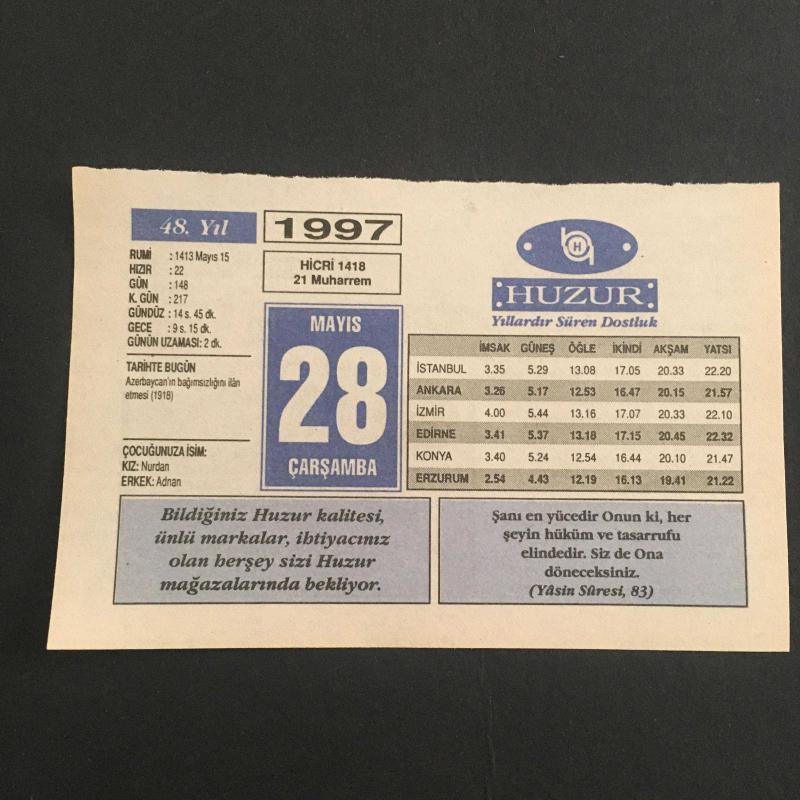 48. Yıl
1997
RUMİ : 1413 Mayıs 15
HIZIR : 22
GÜN : 148
K. GÜN : 217
GÜNDÜZ : 14 s. 45 dk.
GECE : 9 s. 15 dk.
GÜNÜN UZAMASI: 2 dk.
HİCRİ 1418
21 Muharrem
TARİHTE BUGÜN
Azerbaycan'ın bağımsızlığını ilân
etmesi (1918)
ÇOCUĞUNUZA İSİM:
KIZ: Nurdan
ERKEK: Adnan
MAYIS
28
ÇARŞAMBA
H
HUZUR
Yıllardır Süren Dostluk
İMSAK GÜNEŞ ÖĞLE İKİNDİ AKŞAM YATSI
İSTANBUL 3.35 5.29 13.08 17.05 20.33 22.20
ANKARA 3.26 5.17 12.53 16.47 20.15 21.57
İZMİR 4.00 5.44 13.16 17.07 20.33 22.10
EDİRNE 3.41 5.37 13.18 17.15 20.45 22.32
KONYA 3.40 5.24 12.54 16.44 20.10 21.47
ERZURUM 2.54 4.43 12.19 16.13 19.41 21.22
Bildiğiniz Huzur kalitesi,
ünlü markalar, ihtiyacınız
olan herşey sizi Huzur
mağazalarında bekliyor.
Şanı en yücedir Onun ki, her
şeyin hüküm ve tasarrufu
elindedir. Siz de Ona
döneceksiniz.
(Yâsin Sûresi, 83)